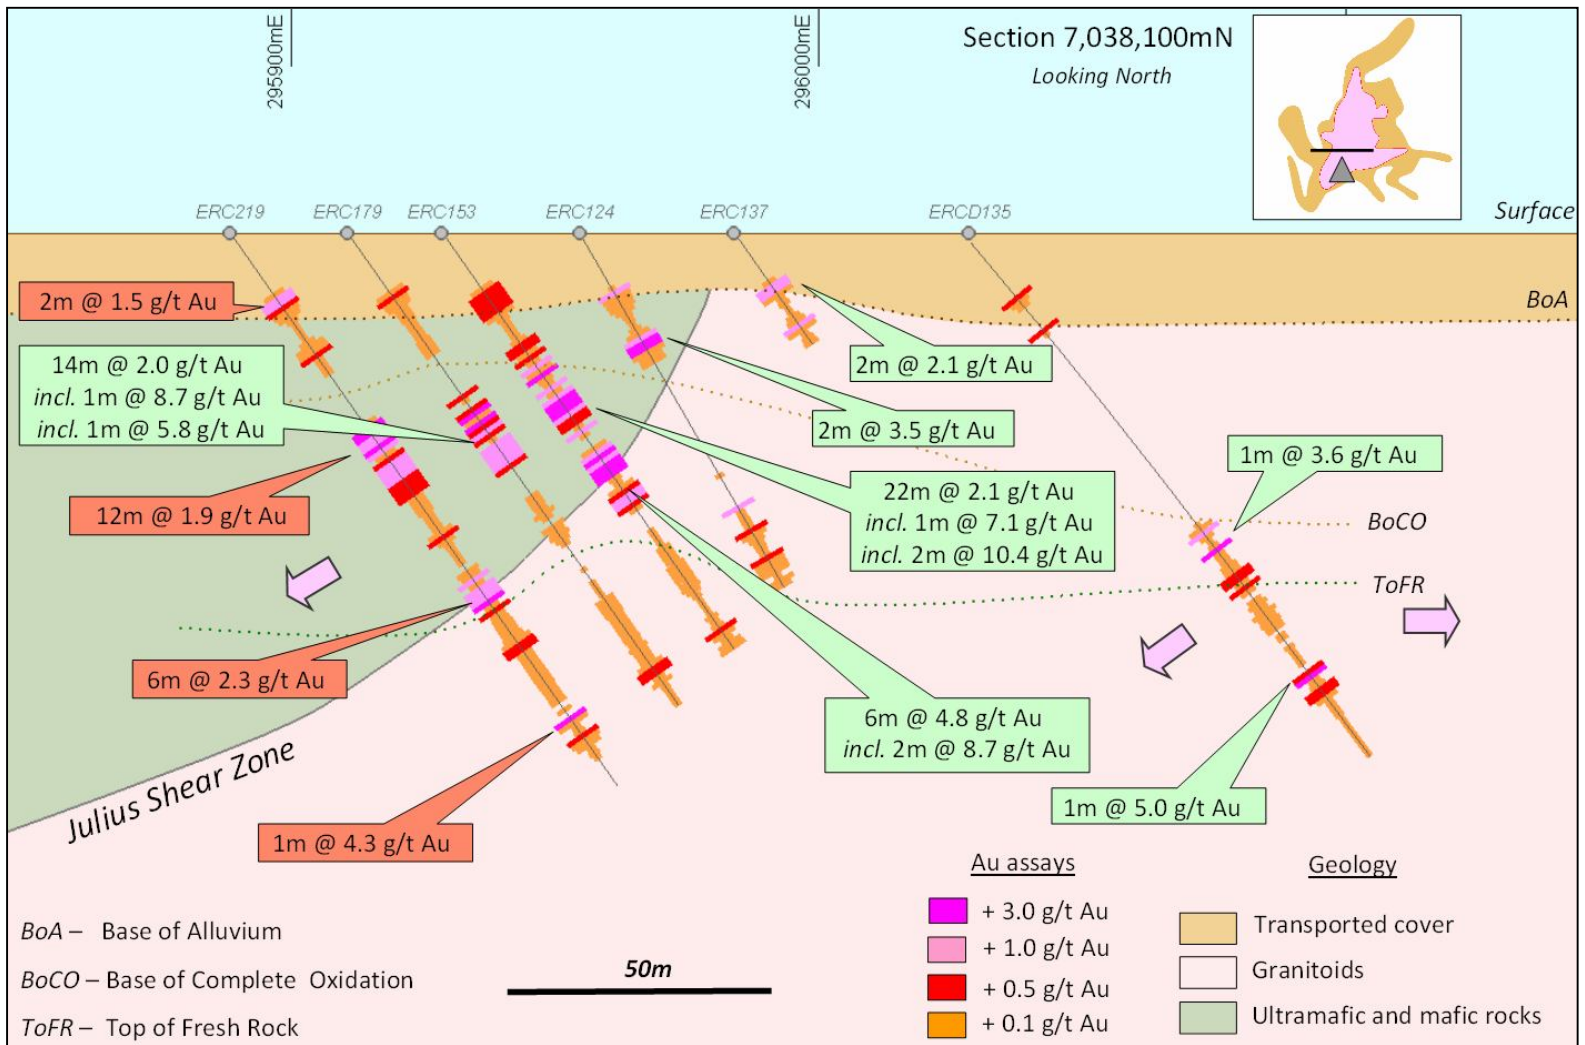 295900mE
296000mE
Section 7,038,100mN
Looking North
ERC219
ERC179
ERC153
ERC124
ERC137
ERCD135
Surface
BoA
2m @ 1.5 g/t Au
14m @ 2.0 g/t Au
incl. 1m @ 8.7 g/t Au
incl. 1m @ 5.8 g/t Au
12m @ 1.9 g/t Au
2m @ 2.1 g/t Au
2m @ 3.5 g/t Au
1m @ 3.6 g/t Au
22m @ 2.1 g/t Au
incl. 1m @ 7.1 g/t Au
incl. 2m @ 10.4 g/t Au
BoCO
ToFR
6m @ 2.3 g/t Au
6m @ 4.8 g/t Au
incl. 2m @ 8.7 g/t Au
Julius Shear Zone
1m @ 4.3 g/t Au
1m @ 5.0 g/t Au
BoA – Base of Alluvium
BoCO – Base of Complete Oxidation
ToFR – Top of Fresh Rock
50m
Au assays
+ 3.0 g/t Au
+ 1.0 g/t Au
+ 0.5 g/t Au
+ 0.1 g/t Au
Geology
Transported cover
Granitoids
Ultramafic and mafic rocks